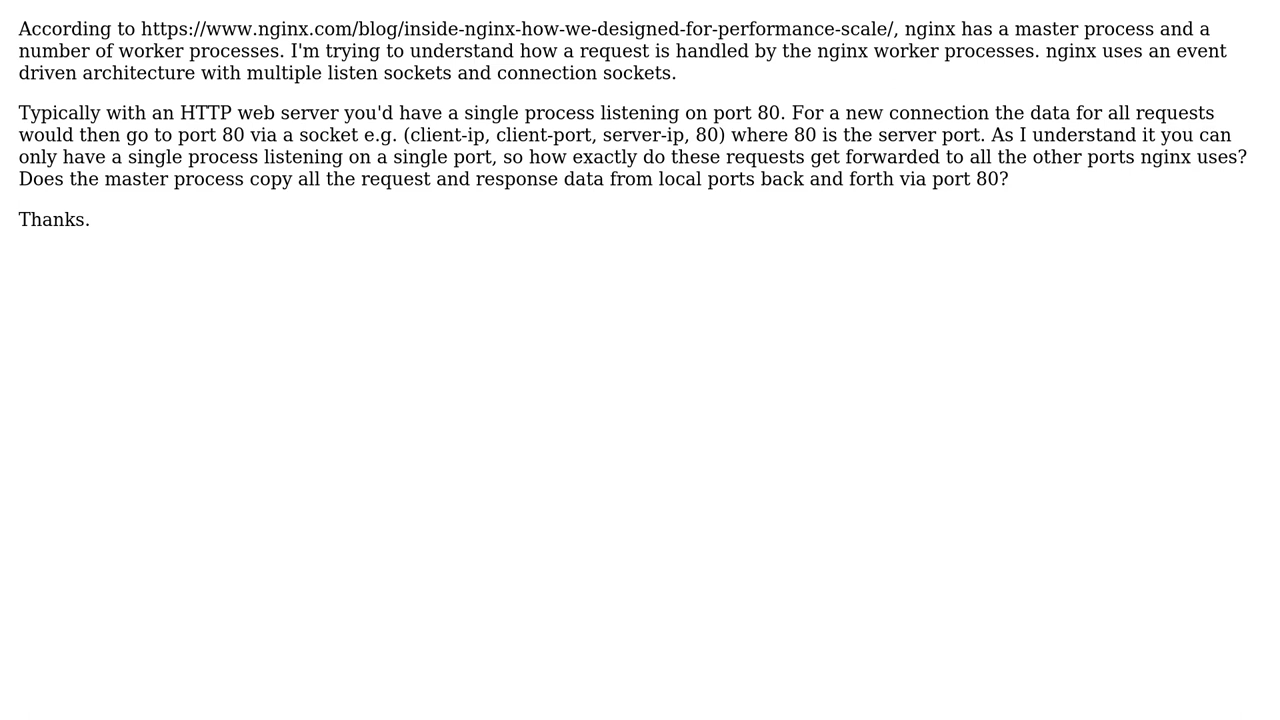 According to https://www.nginx.com/blog/inside-nginx-how-we-designed-for-performance-scale/, nginx has a master process and a
number of worker processes. I'm trying to understand how a request is handled by the nginx worker processes. nginx uses an event
driven architecture with multiple listen sockets and connection sockets.
Typically with an HTTP web server you'd have a single process listening on port 80. For a new connection the data for all requests
would then go to port 80 via a socket e.g. (client-ip, client-port, server-ip, 80) where 80 is the server port. As I understand it you can
only have a single process listening on a single port, so how exactly do these requests get forwarded to all the other ports nginx uses?
Does the master process copy all the request and response data from local ports back and forth via port 80?
Thanks.